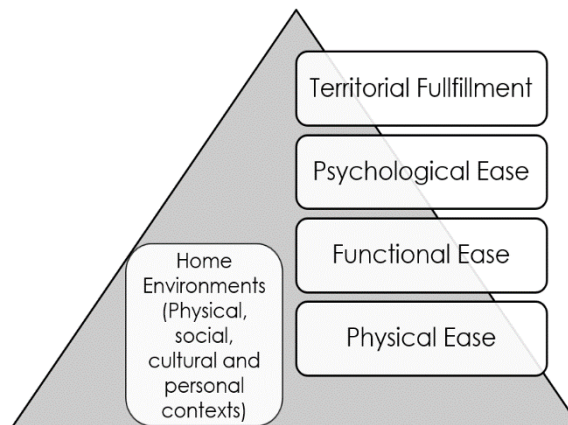 Territorial Fullfillment
Psychological Ease
Functional Ease
Physical Ease
Home
Environments
(Physical,
social,
cultural and
personal
contexts)